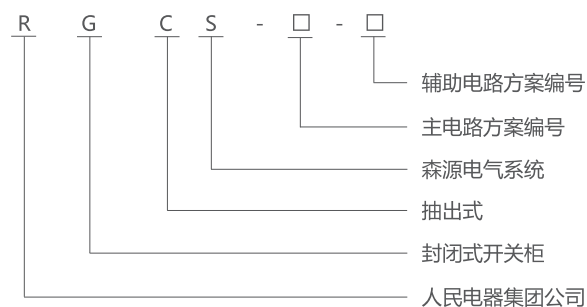 R G C S - □ - □
辅助电路方案编号
主电路方案编号
森源电气系统
抽出式
封闭式开关柜
人民电器集团公司